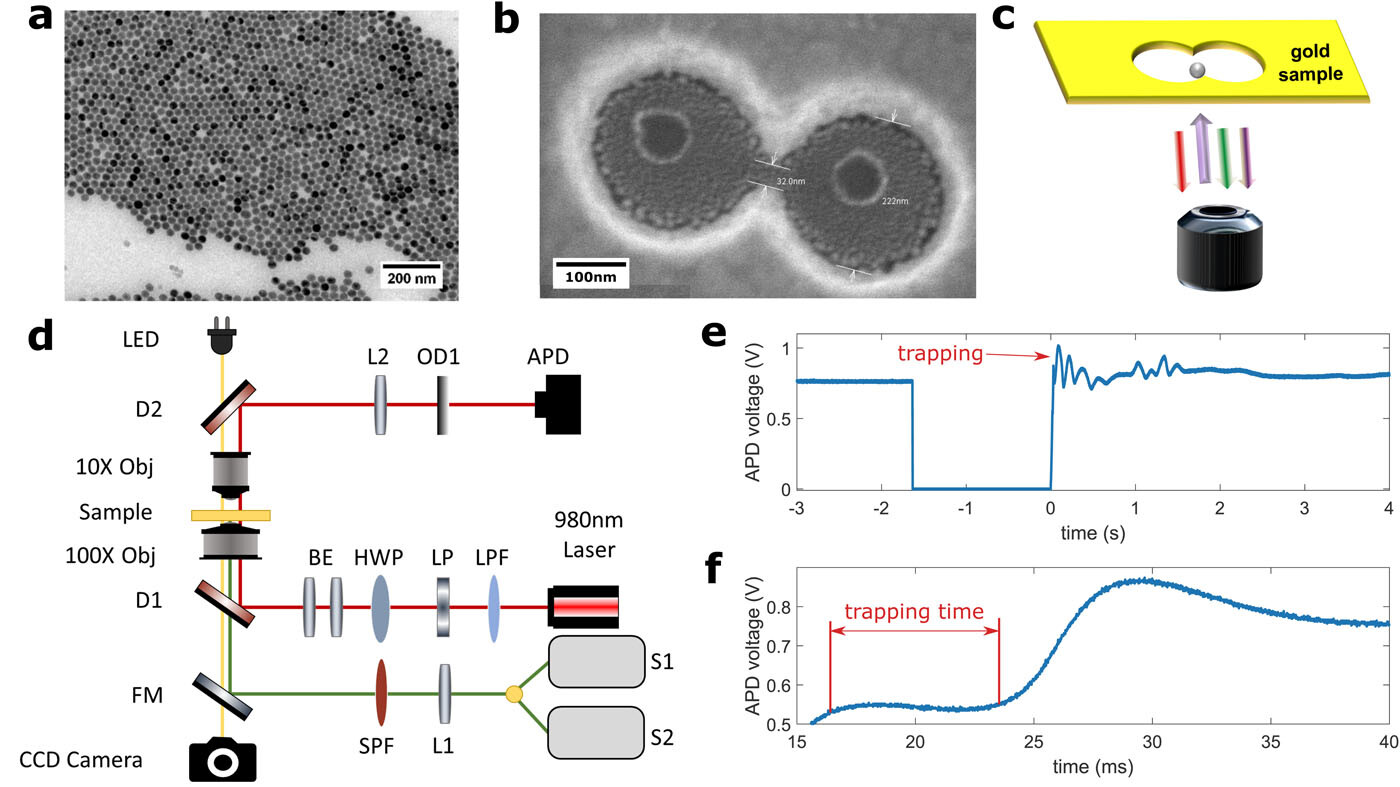 a
200 nm
b
32.0nm
222nm
100nm
c
gold
sample
d
LED
L2
OD1
APD
D2
10X Obj
Sample
100X Obj
BE
HWP
LP
LPF
980nm
Laser
D1
S1
FM
SPF
L1
S2
CCD Camera
e
APD voltage (V)
1
0.5
0
trapping
-3
-2
-1
0
1
2
3
4
time (s)
f
APD voltage (V)
0.8
0.7
0.6
0.5
trapping time
15
20
25
30
35
40
time (ms)